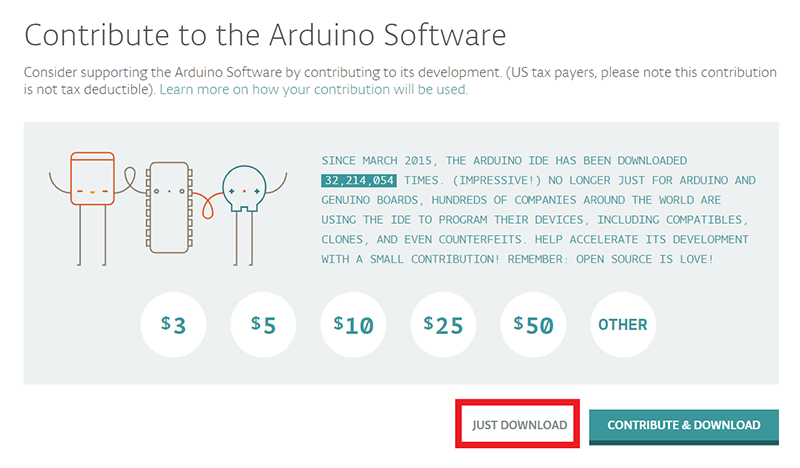 Contribute to the Arduino Software
Consider supporting the Arduino Software by contributing to its development. (US tax payers, please note this contribution
is not tax deductible). Learn more on how your contribution will be used.
SINCE MARCH 2015, THE ARDUINO IDE HAS BEEN DOWNLOADED
32,214,054 TIMES. (IMPRESSIVE!) NO LONGER JUST FOR ARDUINO AND
GENUINO BOARDS, HUNDREDS OF COMPANIES AROUND THE WORLD ARE
USING THE IDE TO PROGRAM THEIR DEVICES, INCLUDING COMPATIBLES,
CLONES, AND EVEN COUNTERFEITS. HELP ACCELERATE ITS DEVELOPMENT
WITH A SMALL CONTRIBUTION! REMEMBER: OPEN SOURCE IS LOVE!
$3 $5 $10 $25 $50 OTHER
JUST DOWNLOAD CONTRIBUTE & DOWNLOAD